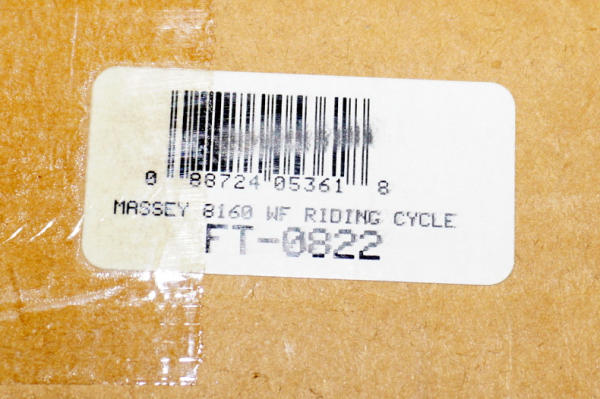 0 88724 05361 8
MASSEY 8160 WF RIDING CYCLE
FT-0822